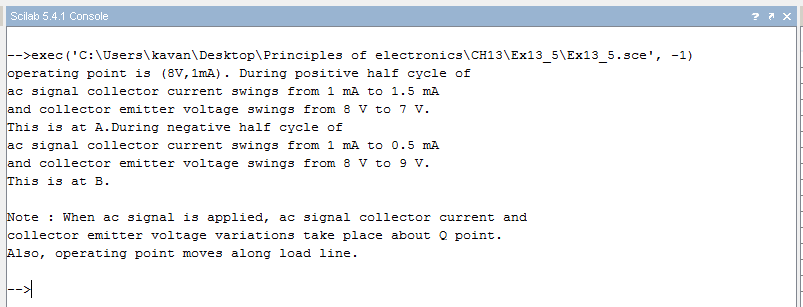 Scilab 5.4.1 Console
-->exec('C:\Users\kavan\Desktop\Principles of electronics\CH13\Ex13_5\Ex13_5.sce', -1)
operating point is (8V,1mA). During positive half cycle of
ac signal collector current swings from 1 mA to 1.5 mA
and collector emitter voltage swings from 8 V to 7 V.
This is at A.During negative half cycle of
ac signal collector current swings from 1 mA to 0.5 mA
and collector emitter voltage swings from 8 V to 9 V.
This is at B.
Note : When ac signal is applied, ac signal collector current and
collector emitter voltage variations take place about Q point.
Also, operating point moves along load line.
-->